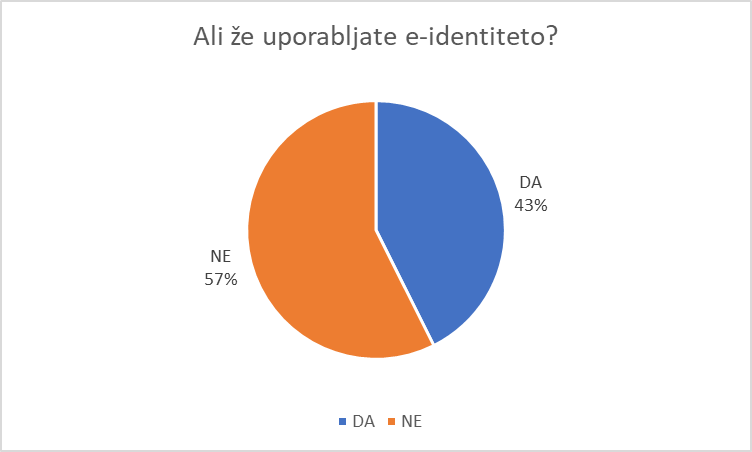 Ali že uporabljate e-identiteto?
DA
43%
NE
57%
DA NE